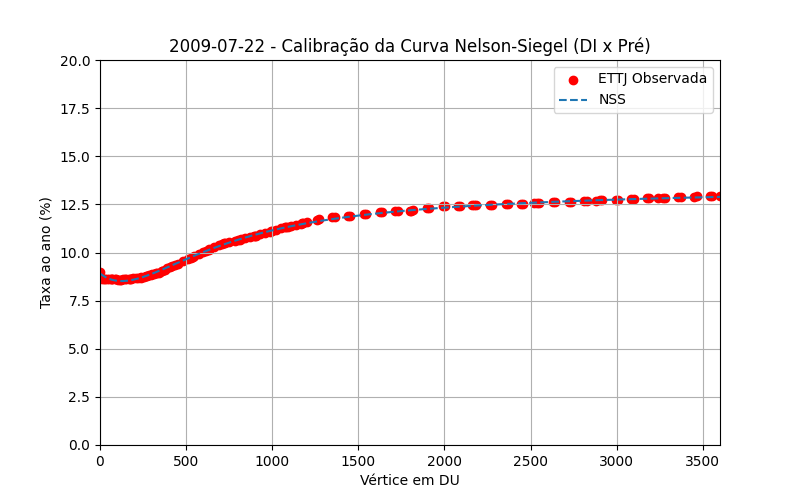 2009-07-22 - Calibração da Curva Nelson-Siegel (DI x Pré)
20.0
17.5
15.0
12.5
10.0
7.5
5.0
2.5
0.0
Taxa ao ano (%)
ETTJ Observada
NSS
0 500 1000 1500 2000 2500 3000 3500
Vértice em DU